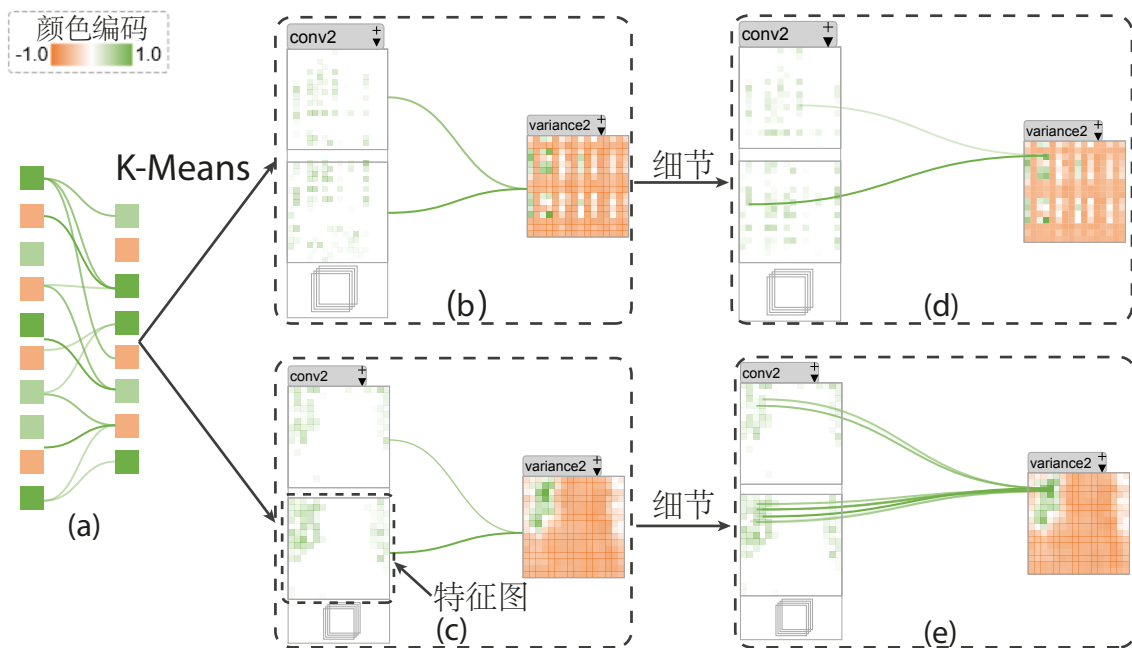 颜色编码
-1.0 1.0
K-Means
(a)
conv2 +
variance2 +
(b)
细节
conv2 +
variance2 +
(d)
conv2 +
variance2 +
特征图
(c)
细节
conv2 +
variance2 +
(e)